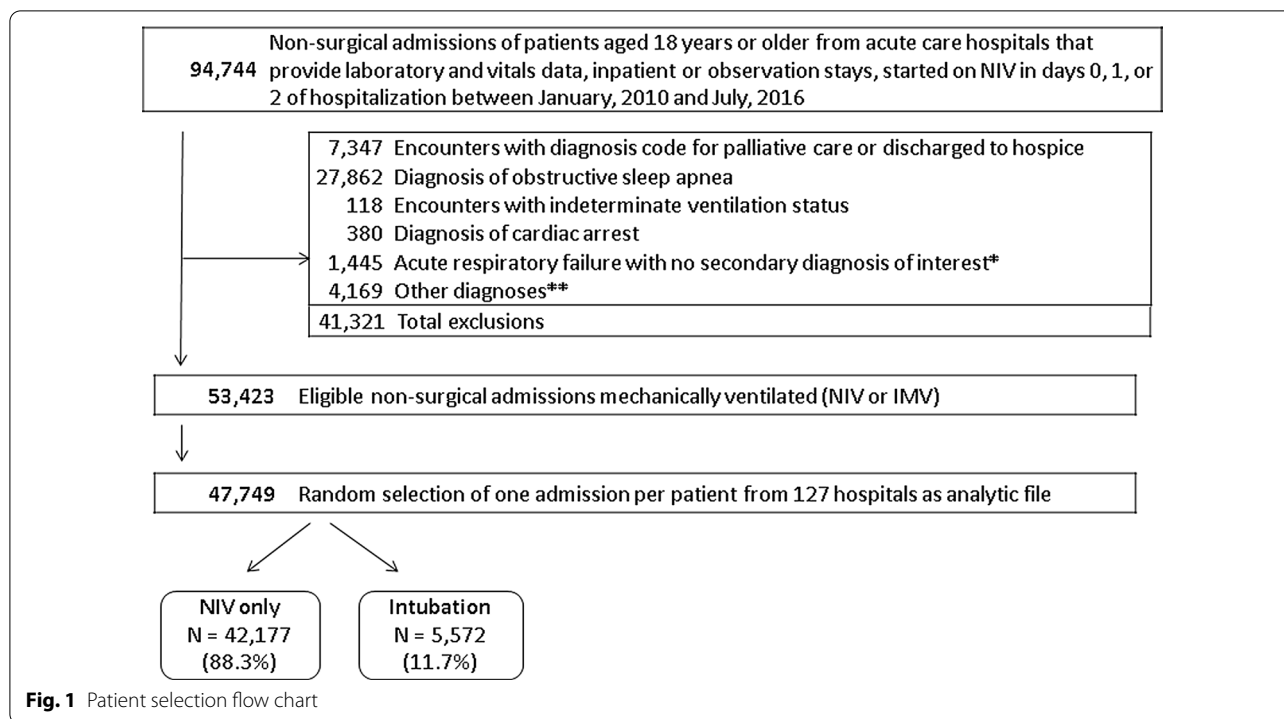 Non-surgical admissions of patients aged 18 years or older from acute care hospitals that
94,744 provide laboratory and vitals data, inpatient or observation stays, started on NIV in days 0, 1, or
2 of hospitalization between January, 2010 and July, 2016
7,347 Encounters with diagnosis code for palliative care or discharged to hospice
27,862 Diagnosis of obstructive sleep apnea
118 Encounters with indeterminate ventilation status
380 Diagnosis of cardiac arrest
1,445 Acute respiratory failure with no secondary diagnosis of interest*
4,169 Other diagnoses**
41,321 Total exclusions
53,423 Eligible non-surgical admissions mechanically ventilated (NIV or IMV)
47,749 Random selection of one admission per patient from 127 hospitals as analytic file
NIV only
N = 42,177
(88.3%)
Intubation
N = 5,572
(11.7%)
Fig. 1 Patient selection flow chart